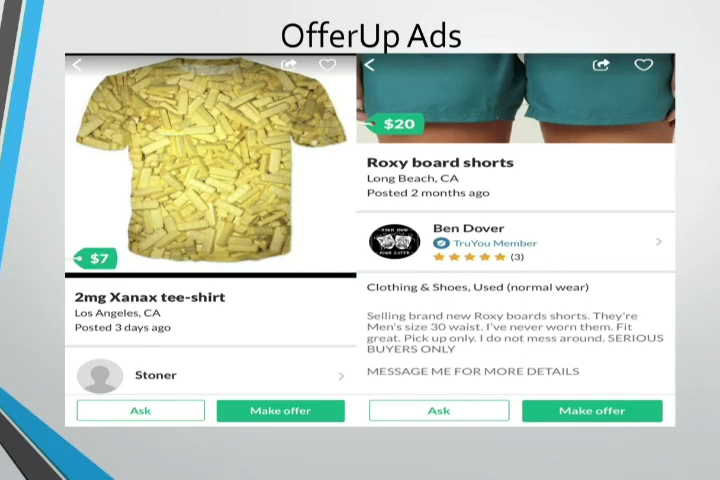 OfferUp Ads
$7
2mg Xanax tee-shirt
Los Angeles, CA
Posted 3 days ago
Stoner
Ask
Make offer
$20
Roxy board shorts
Long Beach, CA
Posted 2 months ago
Ben Dover
TruYou Member
(3)
Clothing & Shoes, Used (normal wear)
Selling brand new Roxy boards shorts. They're
Men's size 30 waist. I've never worn them. Fit
great. Pick up only. I do not mess around. SERIOUS
BUYERS ONLY
MESSAGE ME FOR MORE DETAILS
Ask
Make offer